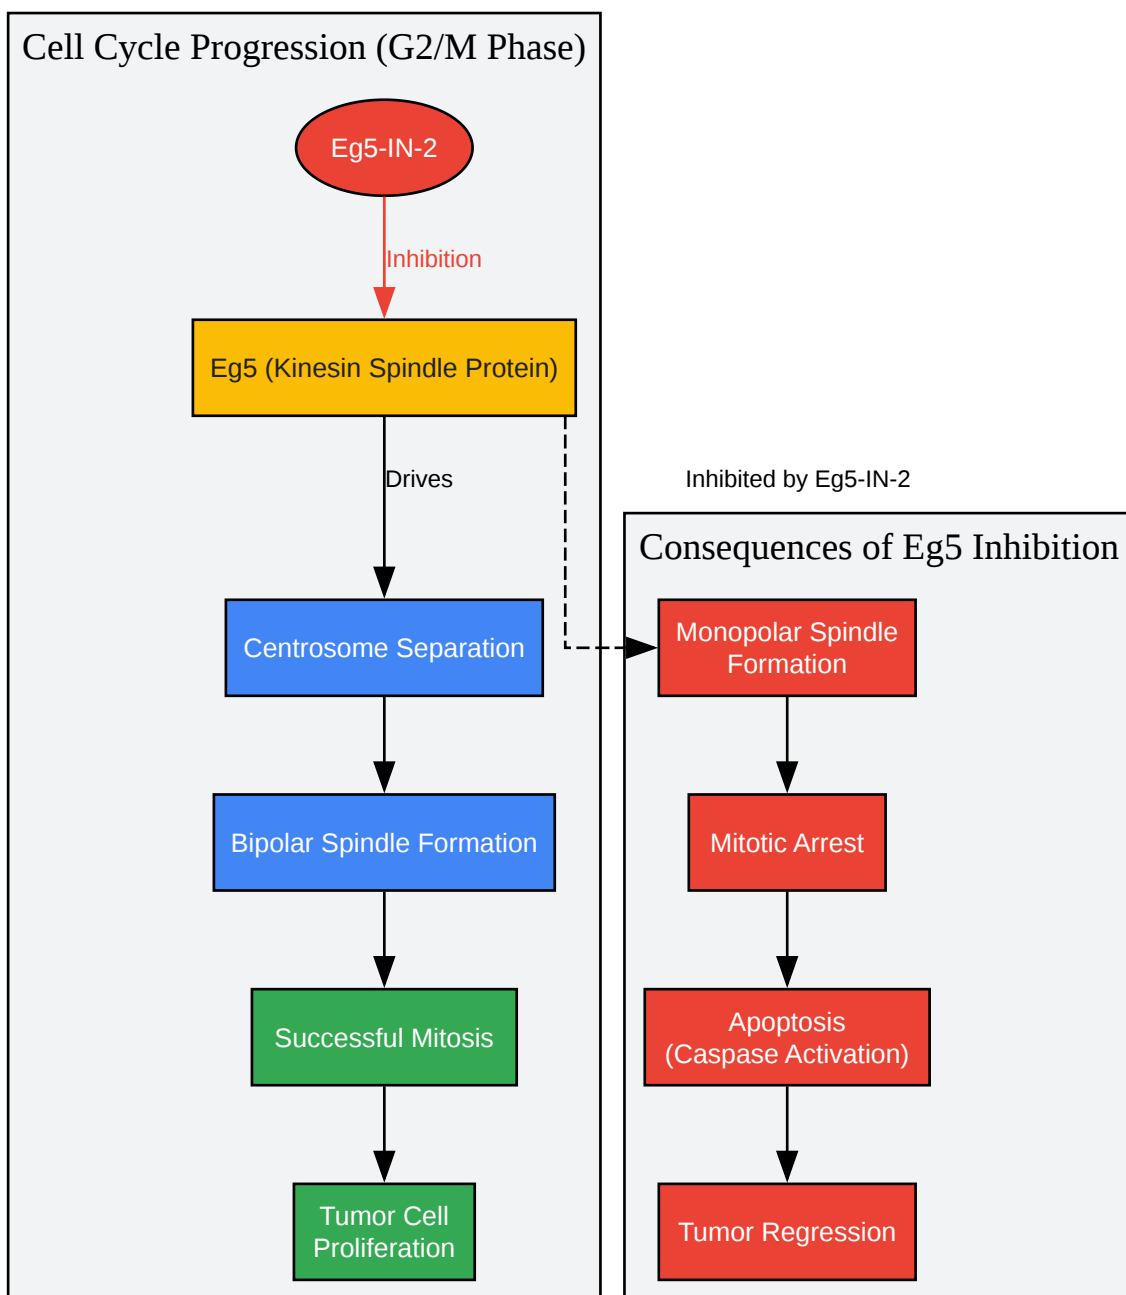 Cell Cycle Progression (G2/M Phase)
Eg5-IN-2
Inhibition
Eg5 (Kinesin Spindle Protein)
Drives
Centrosome Separation
Bipolar Spindle Formation
Successful Mitosis
Tumor Cell
Proliferation
Inhibited by Eg5-IN-2
Consequences of Eg5 Inhibition
Monopolar Spindle
Formation
Mitotic Arrest
Apoptosis
(Caspase Activation)
Tumor Regression